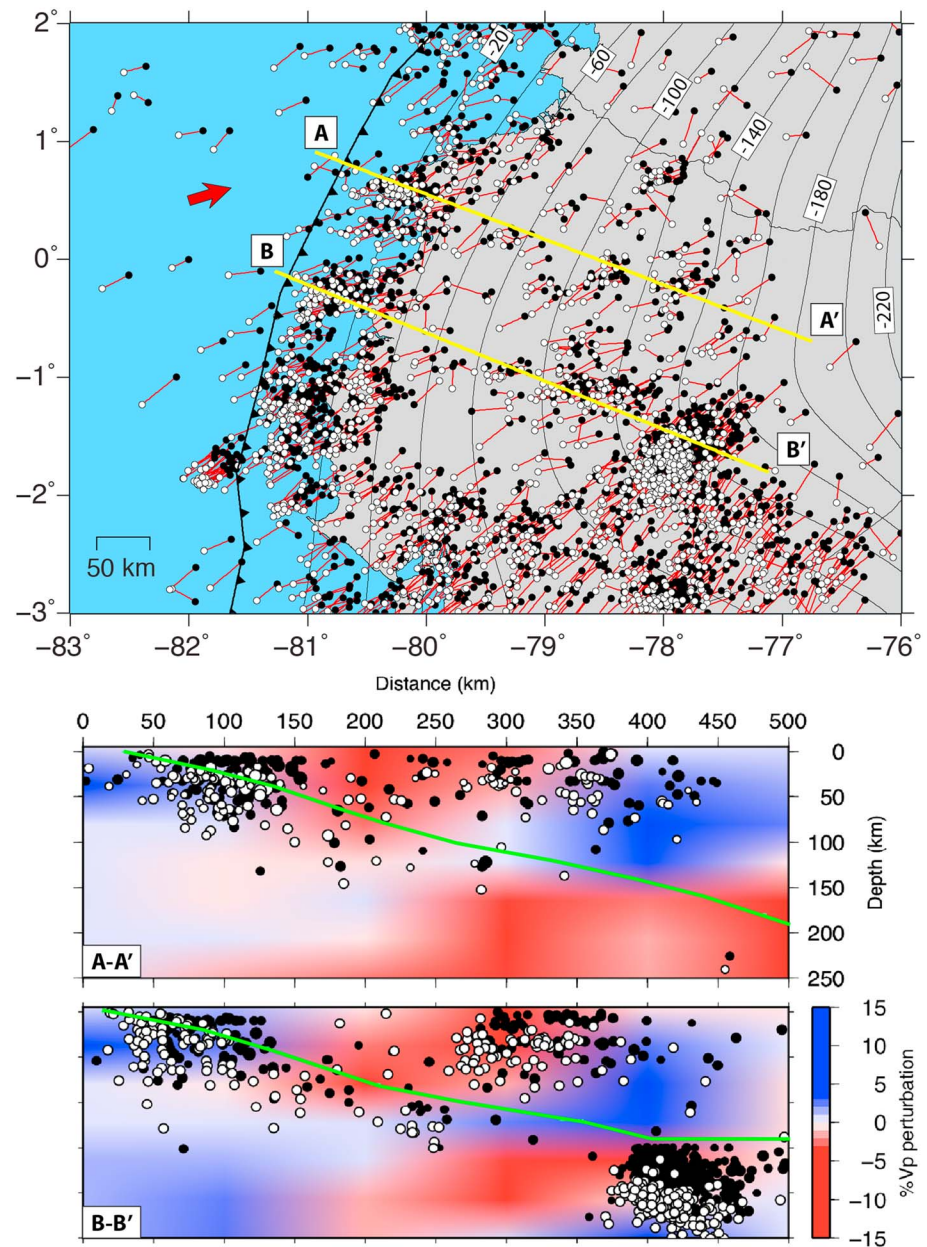 2°
1°
0°
−1°
−2°
−3°
-20
-60
-100
-140
-180
-220
A
B
A'
B'
50 km
−83° −82° −81° −80° −79° −78° −77° −76°
Distance (km)
0 50 100 150 200 250 300 350 400 450 500
0
50
100
150
200
250
Depth (km)
A-A'
B-B'
15
10
5
0
−5
−10
−15
% Vp perturbation